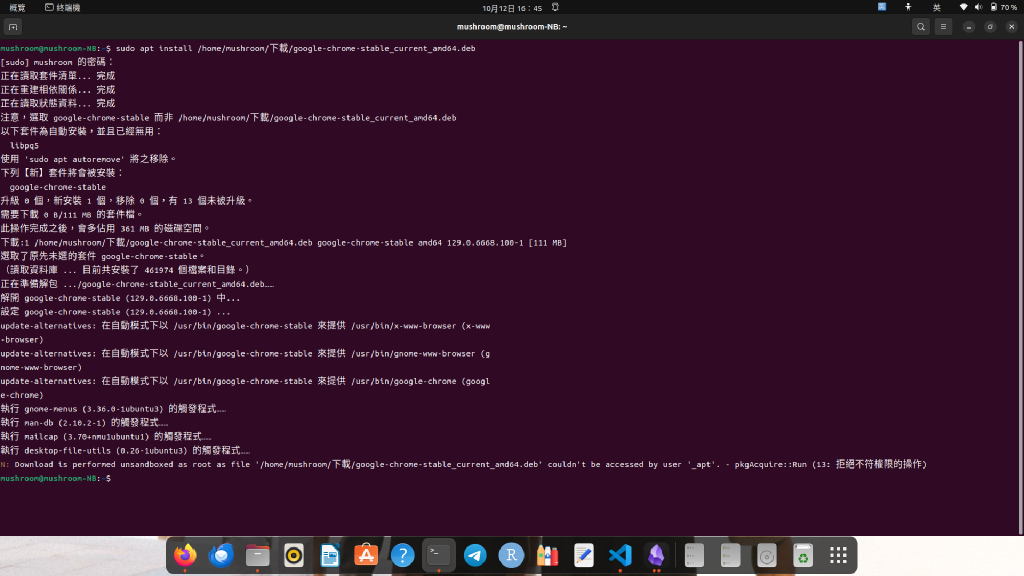 概覽 終端機 10月12日 16：45 英 70 %
mushroom@mushroom-NB: ~
mushroom@mushroom-NB:~$ sudo apt install /home/mushroom/下載/google-chrome-stable_current_amd64.deb
[sudo] mushroom 的密碼：
正在讀取套件清單... 完成
正在重建相依關係... 完成
正在讀取狀態資料... 完成
注意，選取 google-chrome-stable 而非 /home/mushroom/下載/google-chrome-stable_current_amd64.deb
以下套件為自動安裝，並且已經無用：
libpq5
使用 'sudo apt autoremove' 將之移除。
下列【新】套件將會被安裝：
google-chrome-stable
升級 0 個，新安裝 1 個，移除 0 個，有 13 個未被升級。
需要下載 0 B/111 MB 的套件檔。
此操作完成之後，會多佔用 361 MB 的磁碟空間。
下載:1 /home/mushroom/下載/google-chrome-stable_current_amd64.deb google-chrome-stable amd64 129.0.6668.100-1 [111 MB]
選取了原先未選的套件 google-chrome-stable。
（讀取資料庫 ... 目前共安裝了 461974 個檔案和目錄。）
正在準備解包 .../google-chrome-stable_current_amd64.deb……
解開 google-chrome-stable (129.0.6668.100-1) 中...
設定 google-chrome-stable (129.0.6668.100-1) ...
update-alternatives: 在自動模式下以 /usr/bin/google-chrome-stable 來提供 /usr/bin/x-www-browser (x-www
-browser)
update-alternatives: 在自動模式下以 /usr/bin/google-chrome-stable 來提供 /usr/bin/gnome-www-browser (g
nome-www-browser)
update-alternatives: 在自動模式下以 /usr/bin/google-chrome-stable 來提供 /usr/bin/google-chrome (googl
e-chrome)
執行 gnome-menus (3.36.0-1ubuntu3) 的觸發程式……
執行 man-db (2.10.2-1) 的觸發程式……
執行 mailcap (3.70+nmu1ubuntu1) 的觸發程式……
執行 desktop-file-utils (0.26-1ubuntu3) 的觸發程式……
N: Download is performed unsandboxed as root as file '/home/mushroom/下載/google-chrome-stable_current_amd64.deb' couldn't be accessed by user '_apt'. - pkgAcquire::Run (13: 拒絕不符權限的操作)
mushroom@mushroom-NB:~$